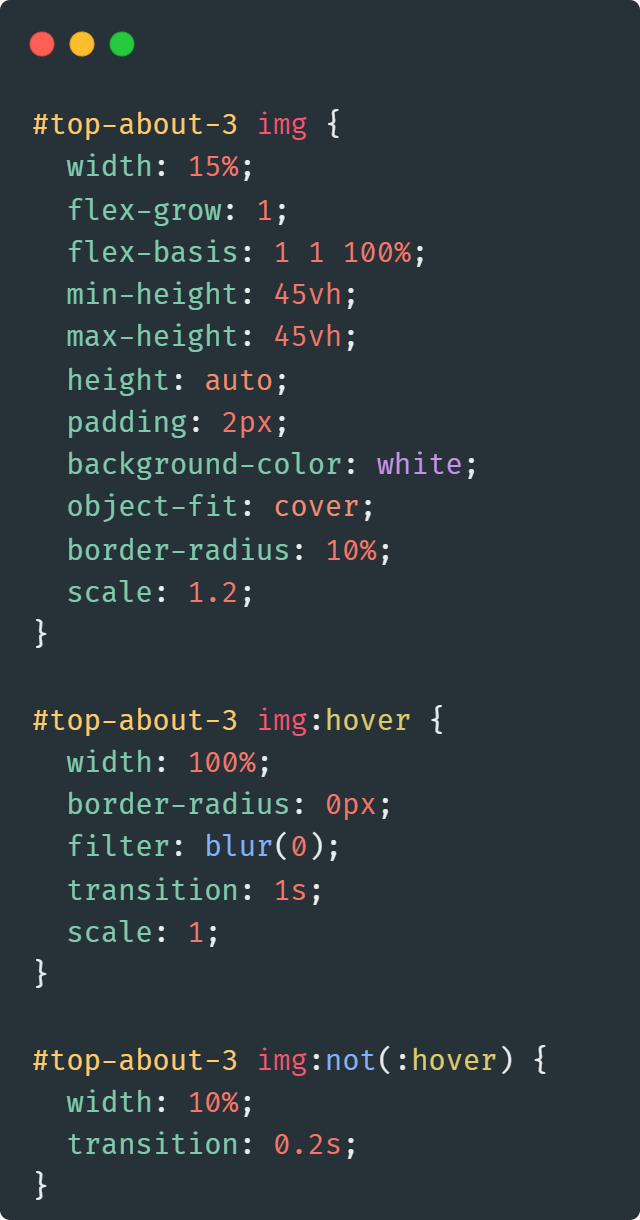 #top-about-3 img {
  width: 15%;
  flex-grow: 1;
  flex-basis: 1 1 100%;
  min-height: 45vh;
  max-height: 45vh;
  height: auto;
  padding: 2px;
  background-color: white;
  object-fit: cover;
  border-radius: 10%;
  scale: 1.2;
}

#top-about-3 img:hover {
  width: 100%;
  border-radius: 0px;
  filter: blur(0);
  transition: 1s;
  scale: 1;
}

#top-about-3 img:not(:hover) {
  width: 10%;
  transition: 0.2s;
}